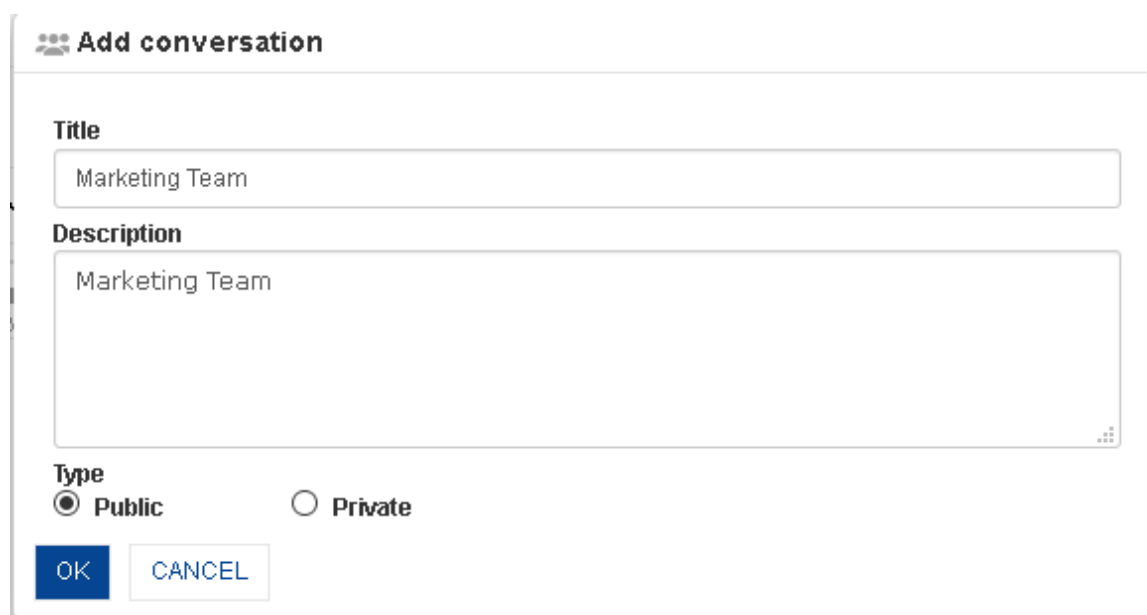 Add conversation
Title
Marketing Team
Description
Marketing Team
Type
Public Private
OK CANCEL